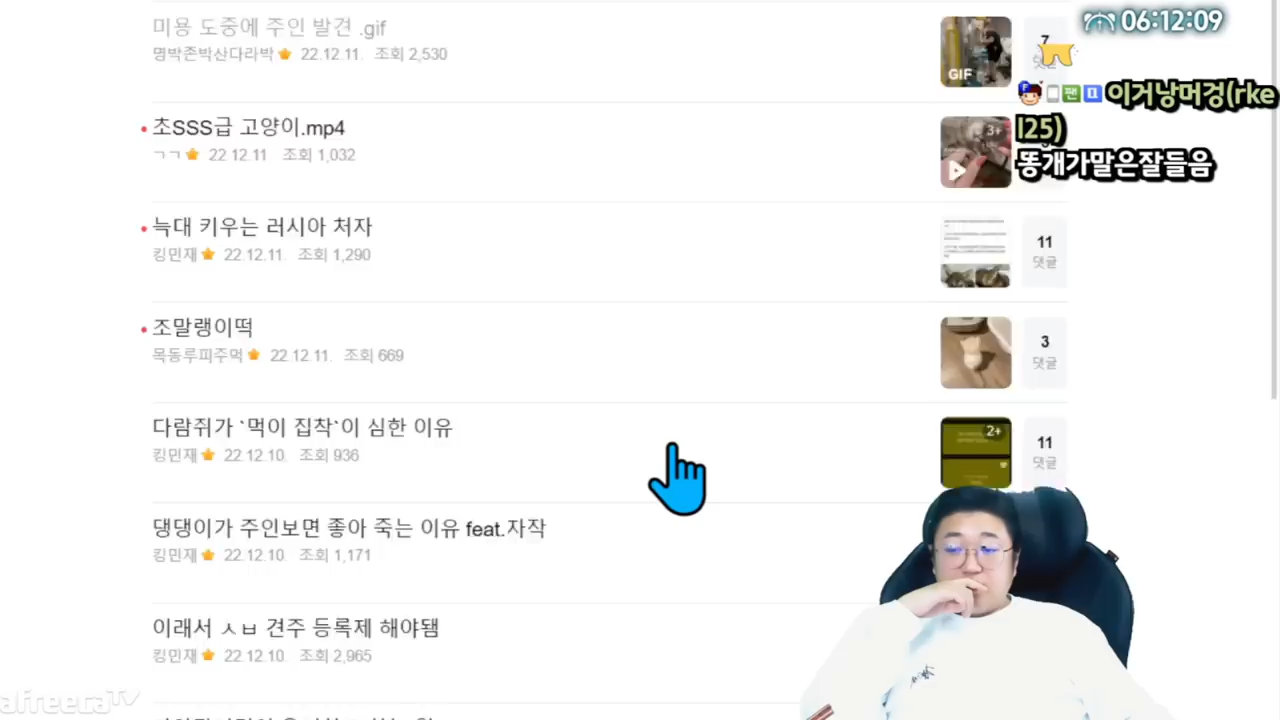 미용 도중에 주인 발견 .gif
명박존박산다라박 22.12.11. 조회 2,530
GIF
7
댓글
06:12:09
팬 이거낭머겅(rke
l25)
똥개가말은잘들음
초SSS급 고양이.mp4
ㄱㄱ 22.12.11. 조회 1,032
3+
늑대 키우는 러시아 처자
킹민재 22.12.11. 조회 1,290
11
댓글
조말랭이떡
목동루피주먹 22.12.11. 조회 669
3
댓글
다람쥐가 `먹이 집착`이 심한 이유
킹민재 22.12.10. 조회 936
2+
11
댓글
댕댕이가 주인보면 좋아 죽는 이유 feat.자작
킹민재 22.12.10. 조회 1,171
이래서 ㅅㅂ 견주 등록제 해야됌
킹민재 22.12.10. 조회 2,965
afreecaTV